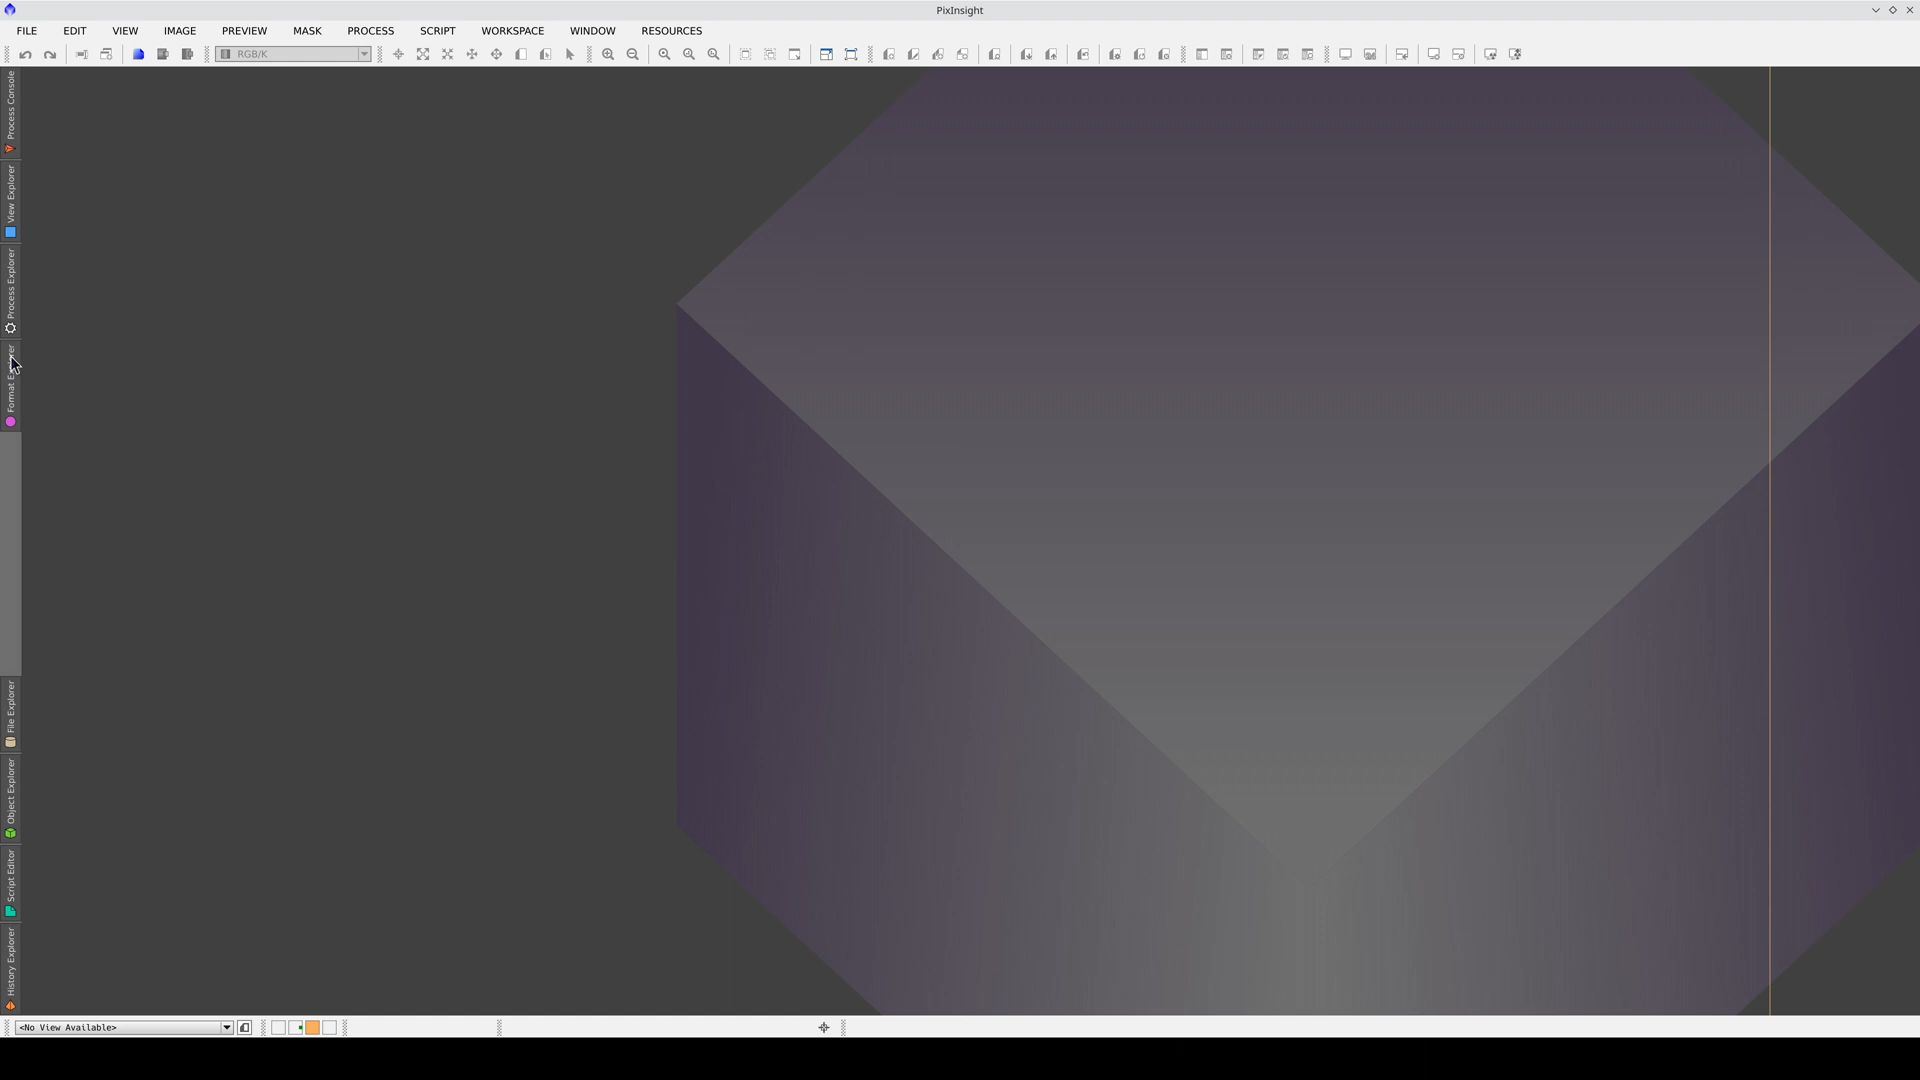 PixInsight
FILE EDIT VIEW IMAGE PREVIEW MASK PROCESS SCRIPT WORKSPACE WINDOW RESOURCES
RGB/K
Process Console
View Explorer
Process Explorer
Format
File Explorer
Object Explorer
Script Editor
History Explorer
<No View Available>